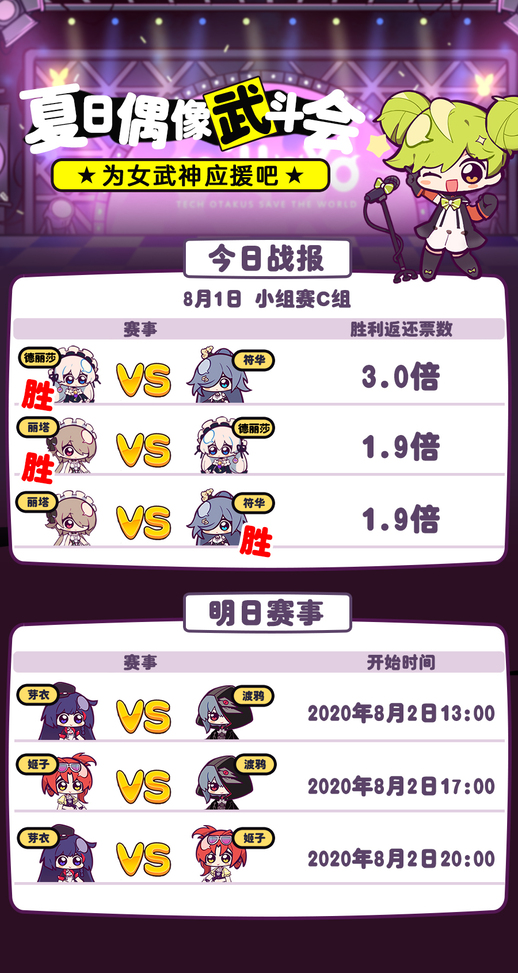 夏日偶像武斗会
★为女武神应援吧★
TECH OTAKUS SAVE THE WORLD
今日战报
8月1日 小组赛C组
赛事 胜利返还票数
德丽莎 胜 VS 符华 3.0倍
丽塔 胜 VS 德丽莎 1.9倍
丽塔 VS 符华 胜 1.9倍
明日赛事
赛事 开始时间
芽衣 VS 渡鸦 2020年8月2日13:00
姬子 VS 渡鸦 2020年8月2日17:00
芽衣 VS 姬子 2020年8月2日20:00